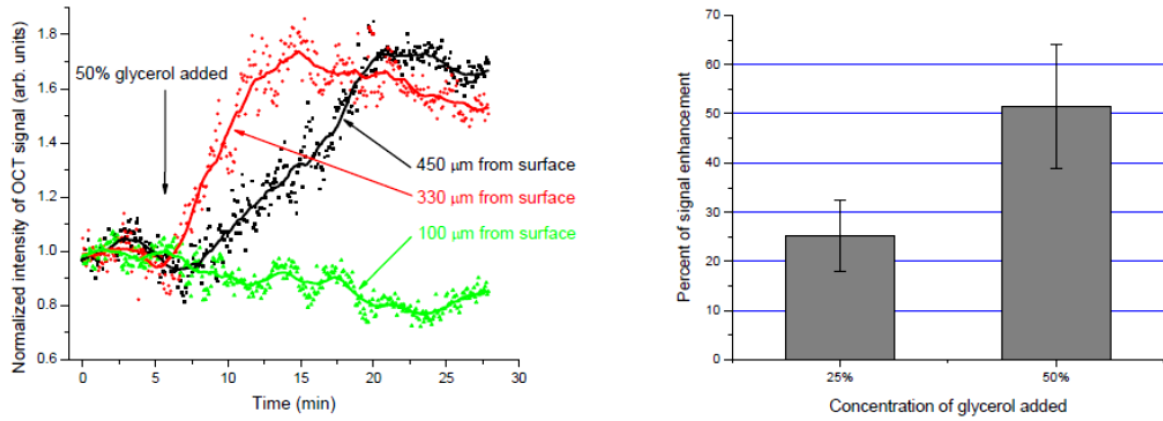 Normalized intensity of OCT signal (arb. units)
1.8
1.6
1.4
1.2
1.0
0.8
0.6
50% glycerol added
450 μm from surface
330 μm from surface
100 μm from surface
0 5 10 15 20 25 30
Time (min)
Percent of signal enhancement
70
60
50
40
30
20
10
0
25% 50%
Concentration of glycerol added